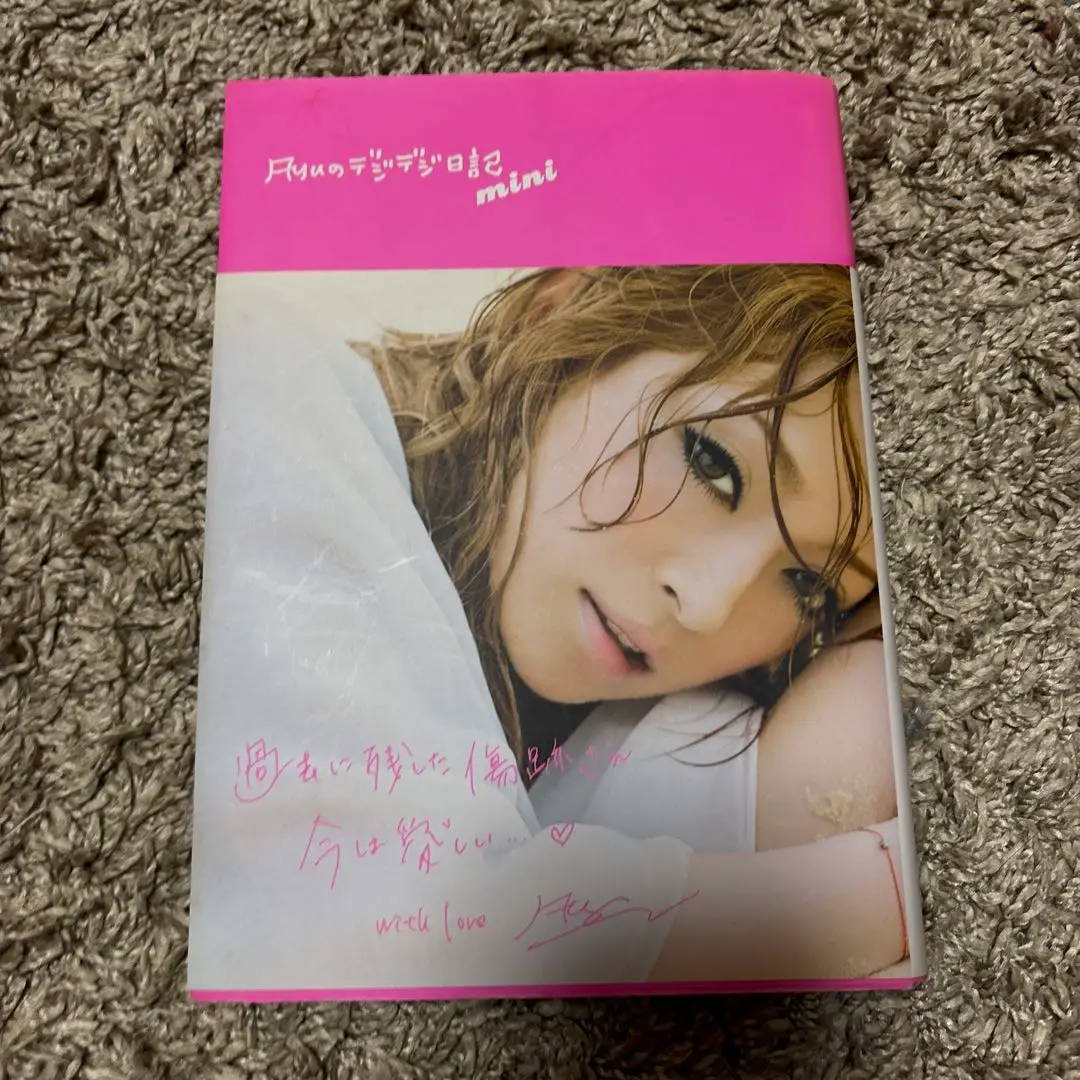 Ayuのデジデジ日記
mini
過去に残した傷跡さえ
今は愛しい…♡
with love Ayu